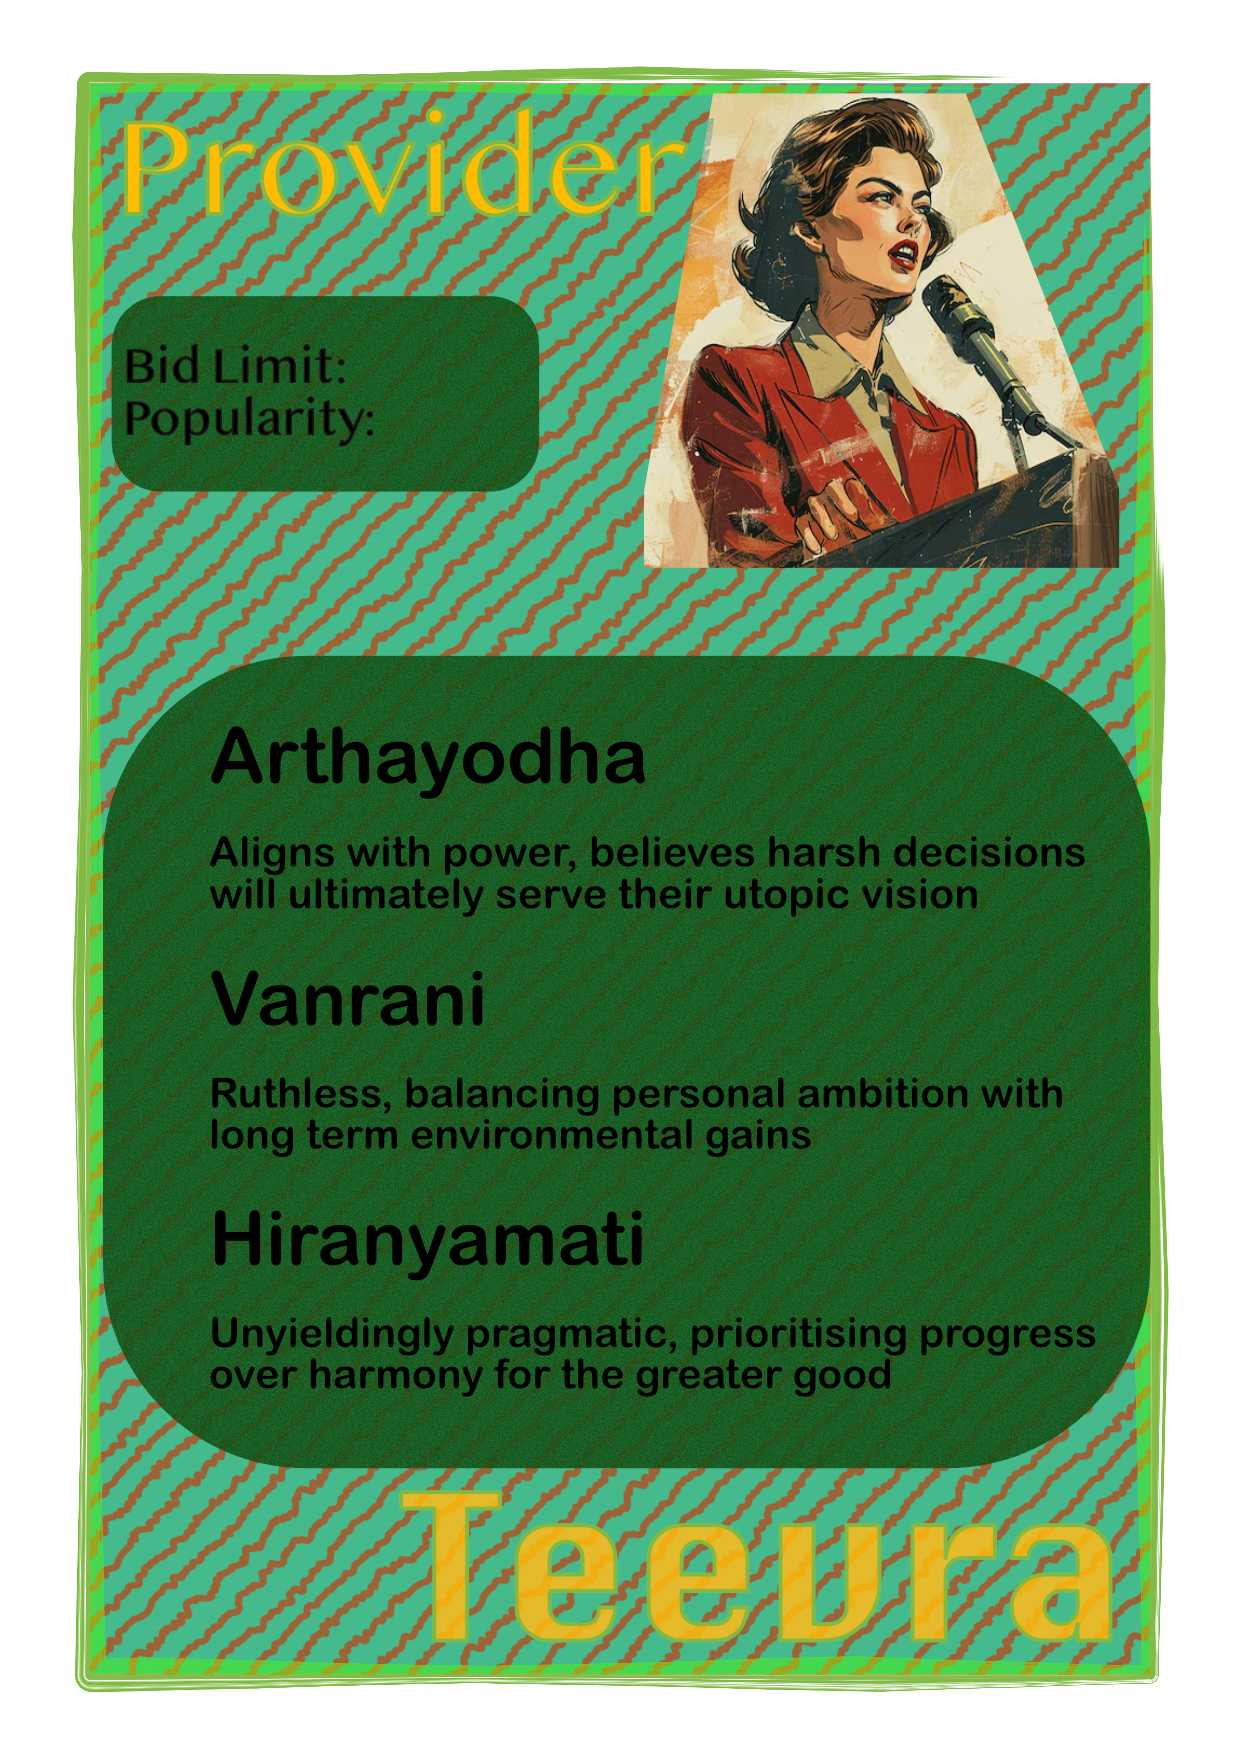 Provider
Bid Limit:
Popularity:
Arthayodha
Aligns with power, believes harsh decisions
will ultimately serve their utopic vision
Vanrani
Ruthless, balancing personal ambition with
long term environmental gains
Hiranyamati
Unyieldingly pragmatic, prioritising progress
over harmony for the greater good
Teevra